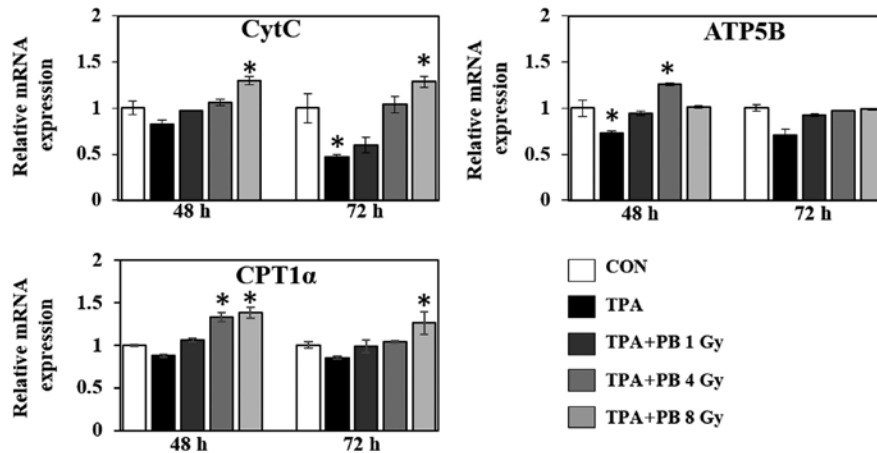 CytC
Relative mRNA
expression
2
1.5
1
0.5
0
*
*
*
48 h
72 h
ATP5B
Relative mRNA
expression
2
1.5
1
0.5
0
*
*
48 h
72 h
CPT1α
Relative mRNA
expression
2
1.5
1
0.5
0
*
*
*
48 h
72 h
CON
TPA
TPA+PB 1 Gy
TPA+PB 4 Gy
TPA+PB 8 Gy